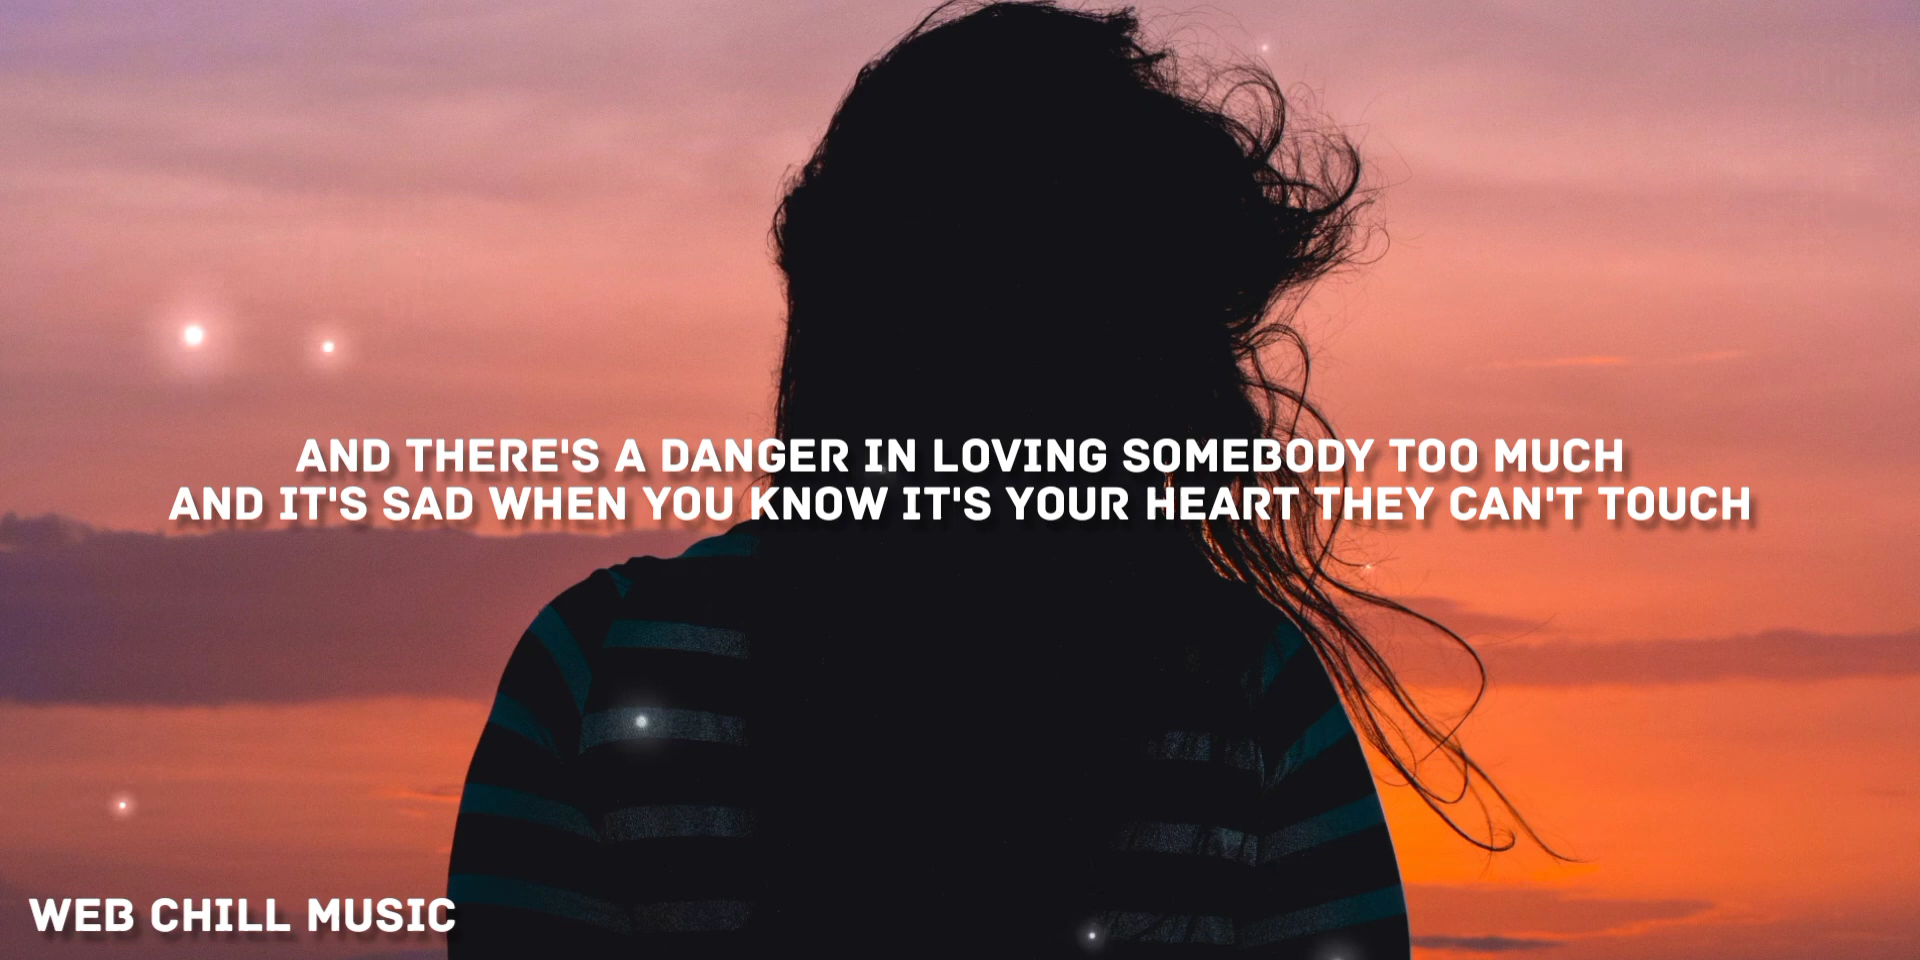 AND THERE'S A DANGER IN LOVING SOMEBODY TOO MUCH
AND IT'S SAD WHEN YOU KNOW IT'S YOUR HEART THEY CAN'T TOUCH
WEB CHILL MUSIC